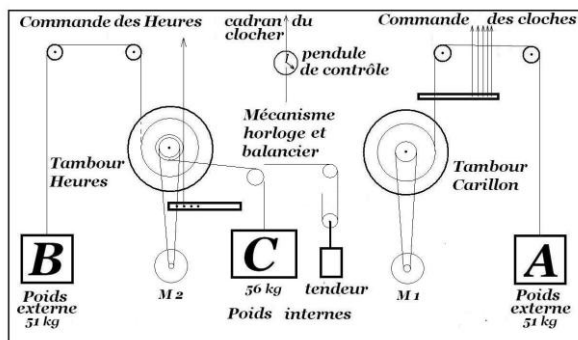 Commande des Heures
cadran du
clocher
pendule
de contrôle
Commande des cloches
Mécanisme
horloge et
balancier
Tambour
Heures
Tambour
Carillon
B
Poids
externe
51 kg
M 2
C
56 kg
Poids internes
tendeur
M 1
A
Poids
externe
51 kg